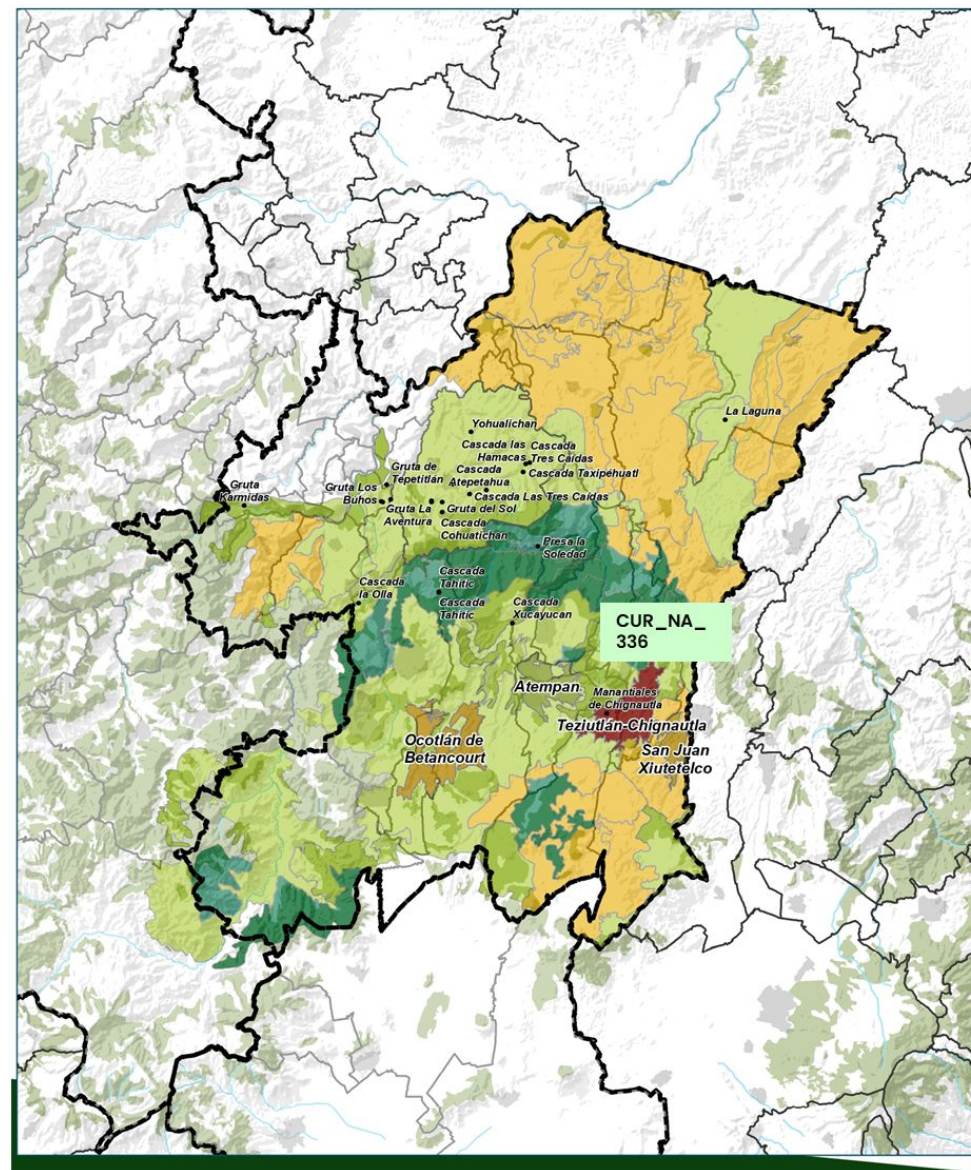 La Laguna
Yohualichan
Cascada las
Hamacas
Cascada
Tres Caídas
Gruta de
Tepetitlán
Cascada
Atepetahua
Cascada Taxipéhuatl
Gruta
Karmidas
Gruta Los
Buhos
Cascada Las Tres Caídas
Gruta La
Aventura
Gruta del Sol
Cascada
Cohuatichán
Presa la
Soledad
Cascada
la Olla
Cascada
Tahitic
Cascada
Tahitic
Cascada
Xucayucan
CUR_NA_
336
Atempan
Manantiales
de Chignautla
Teziutlán-Chignautla
Ocotlán de
Betancourt
San Juan
Xiutetelco